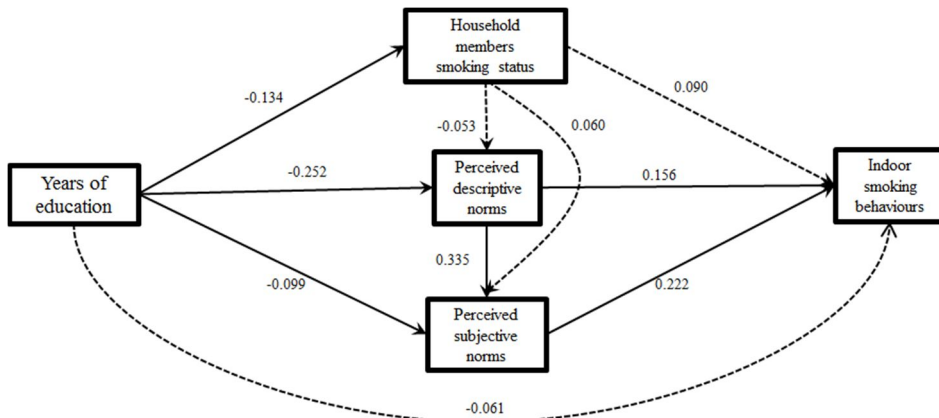 Household
members
smoking status
-0.134
0.090
-0.053
0.060
Years of
education
-0.252
Perceived
descriptive
norms
0.156
Indoor
smoking
behaviours
0.335
-0.099
0.222
Perceived
subjective
norms
-0.061